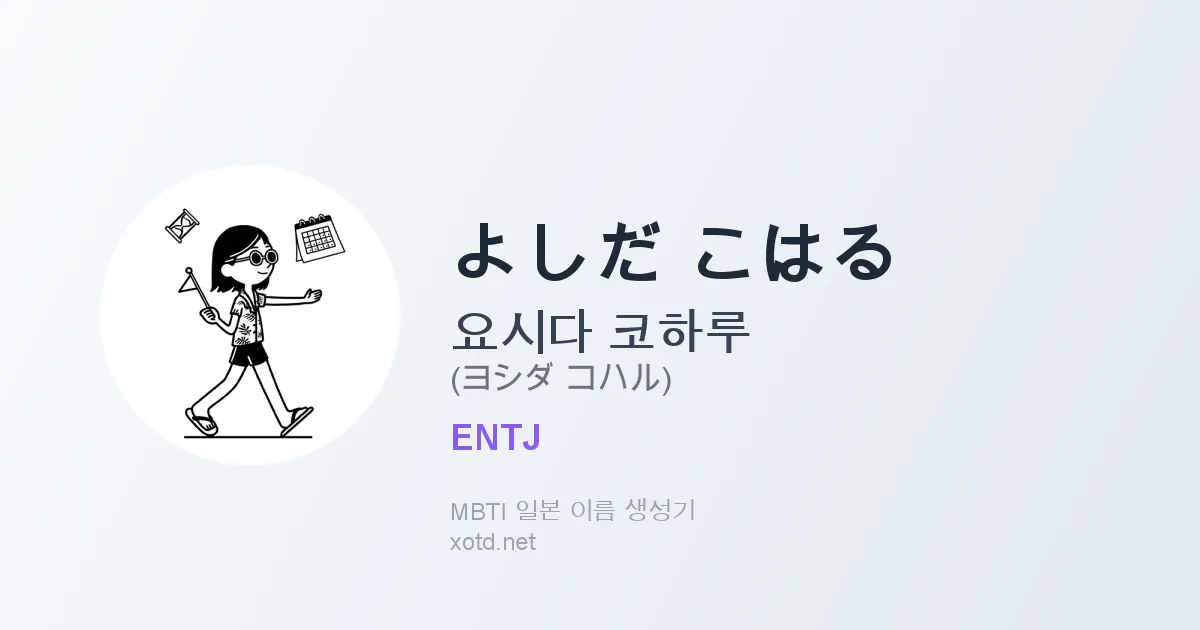 よしだ こはる
요시다 코하루
(ヨシダ コハル)
ENTJ
MBTI 일본 이름 생성기
xotd.net